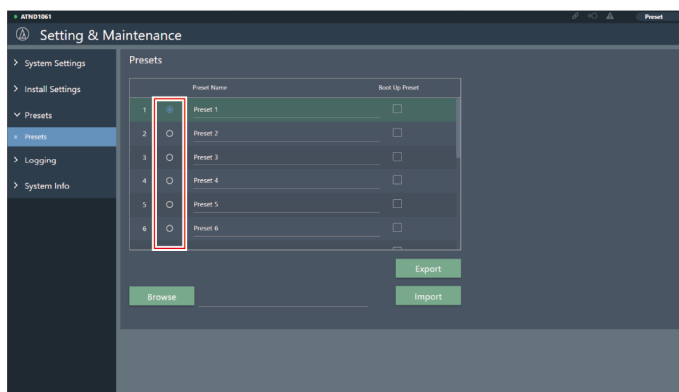 ATND1061
Preset
Setting & Maintenance
> System Settings
> Install Settings
Presets
Presets
> Logging
> System Info
Presets
Preset Name Boot Up Preset
1 Preset 1
2 Preset 2
3 Preset 3
4 Preset 4
5 Preset 5
6 Preset 6
Export
Browse Import